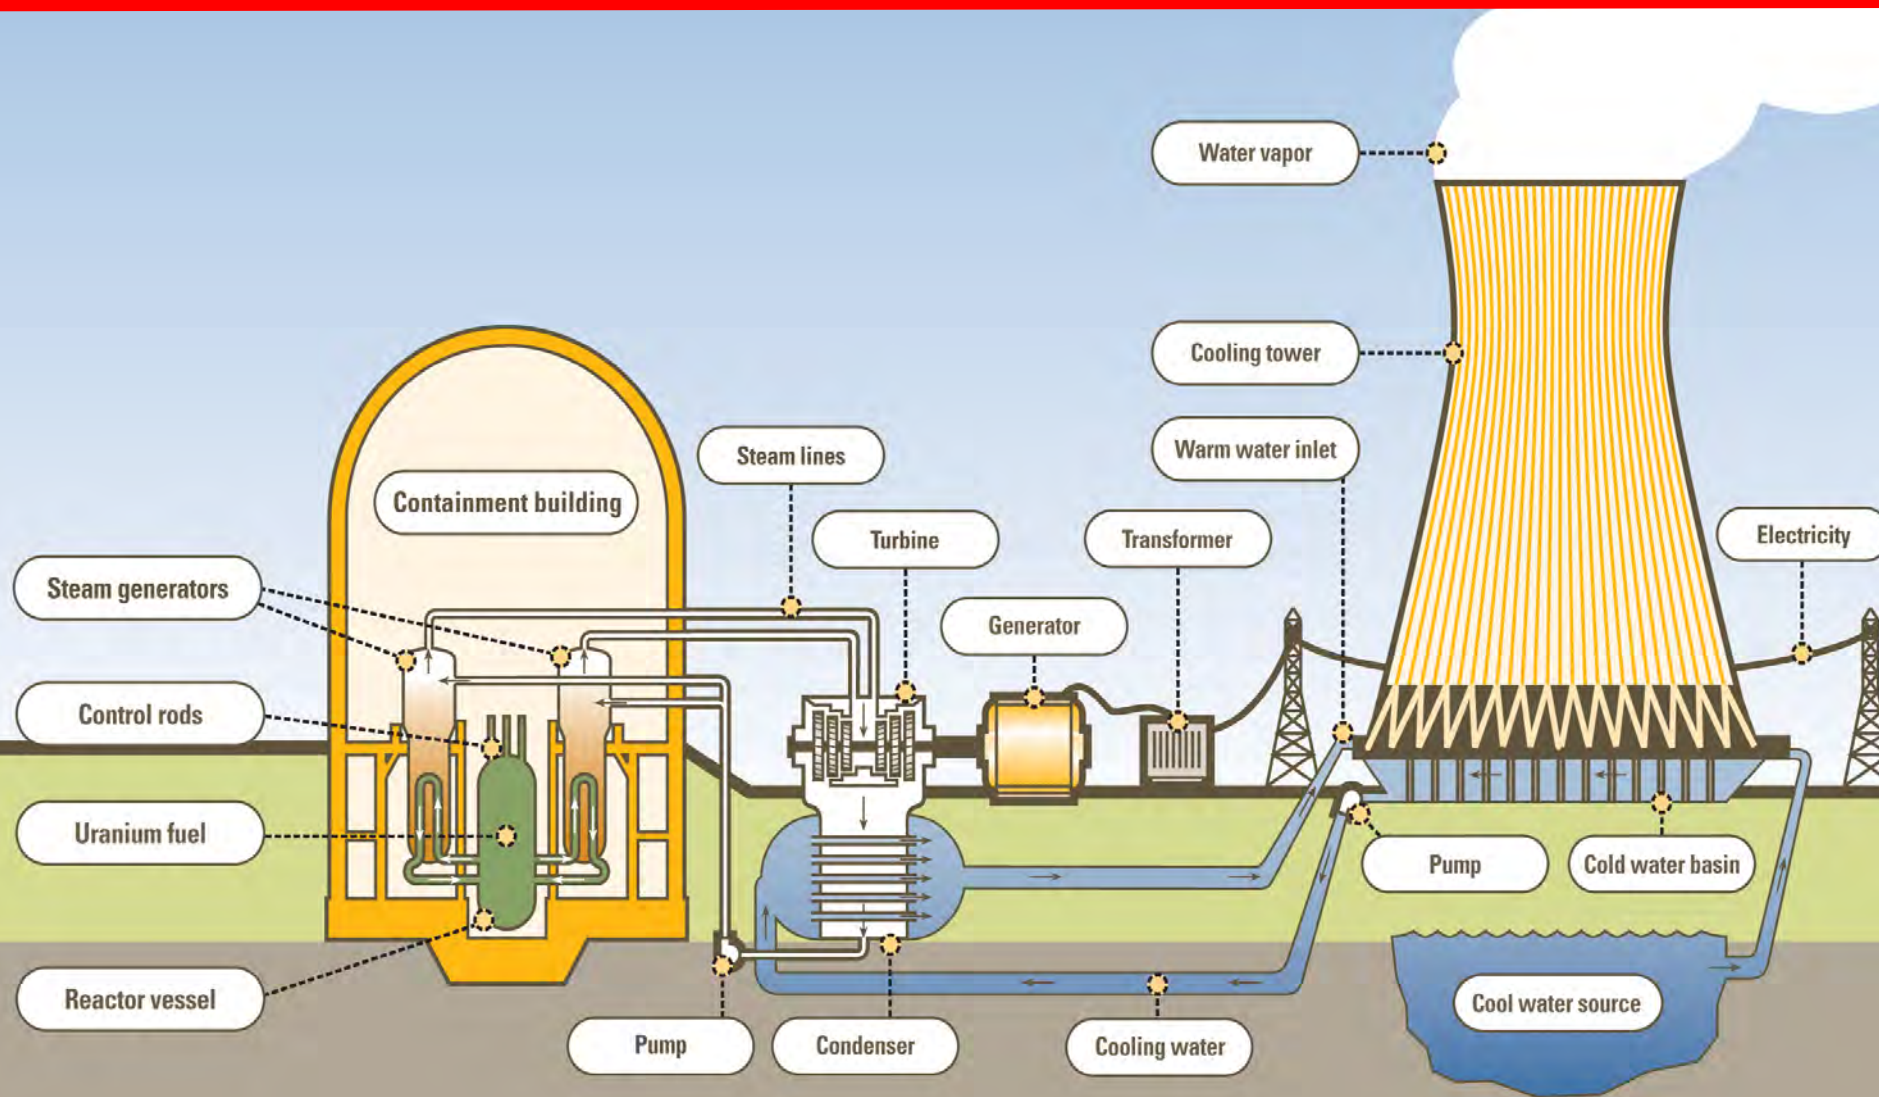 Water vapor
Cooling tower
Steam lines
Warm water inlet
Containment building
Turbine
Transformer
Electricity
Steam generators
Generator
Control rods
Uranium fuel
Pump
Cold water basin
Reactor vessel
Cool water source
Pump
Condenser
Cooling water